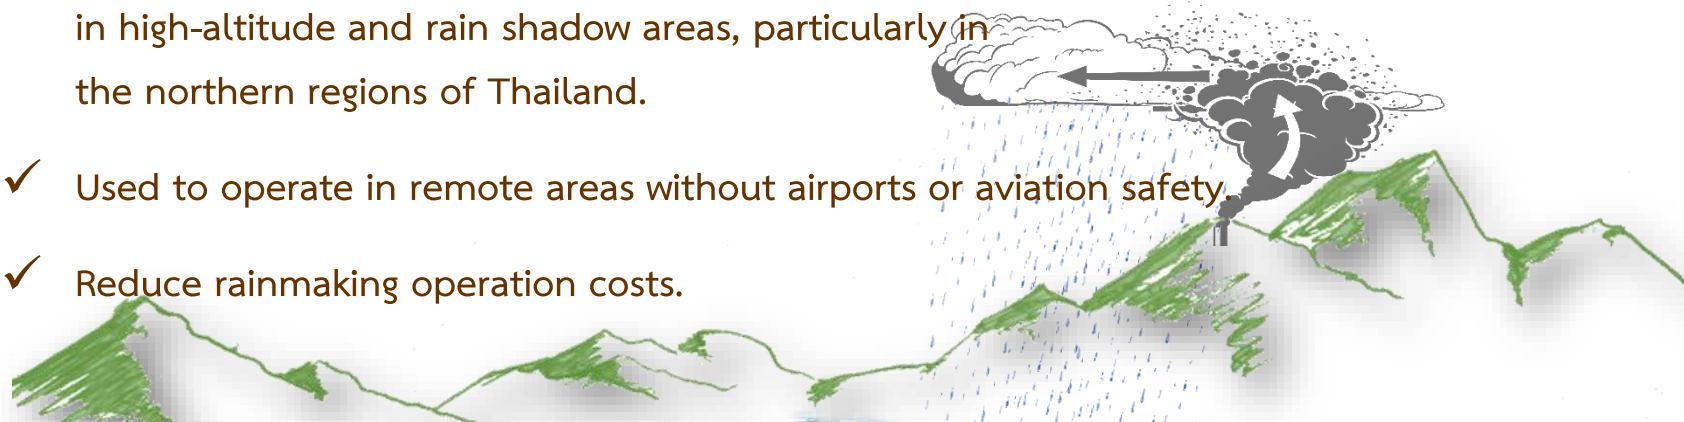 in high-altitude and rain shadow areas, particularly in
the northern regions of Thailand.
✓ Used to operate in remote areas without airports or aviation safety.
✓ Reduce rainmaking operation costs.